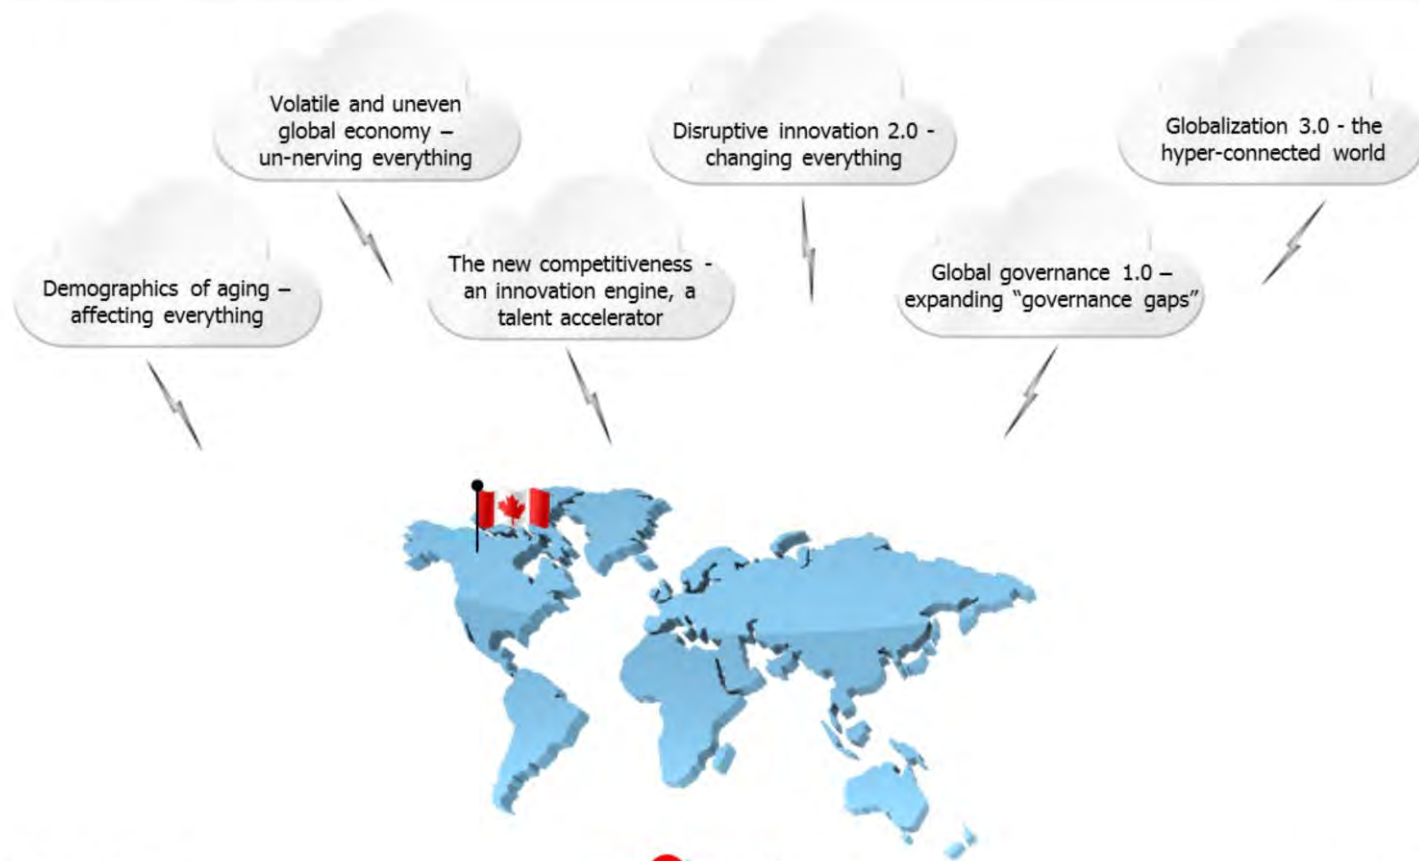 Volatile and uneven
global economy –
un-nerving everything
Disruptive innovation 2.0 -
changing everything
Globalization 3.0 - the
hyper-connected world
Demographics of aging –
affecting everything
The new competitiveness -
an innovation engine, a
talent accelerator
Global governance 1.0 –
expanding “governance gaps”